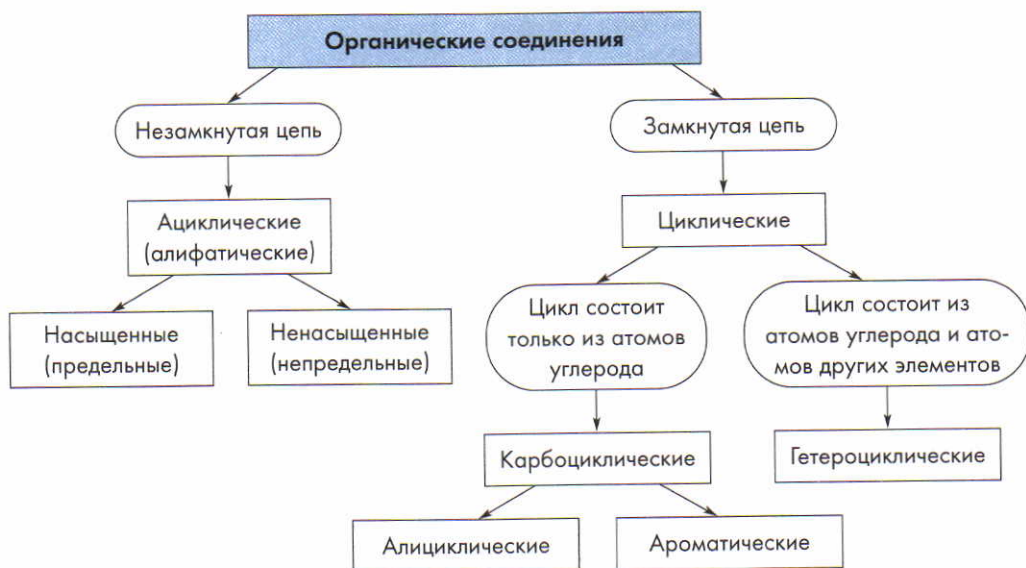 Органические соединения
Незамкнутая цепь
Замкнутая цепь
Ациклические
(алифатические)
Циклические
Насыщенные
(предельные)
Ненасыщенные
(непредельные)
Цикл состоит
только из атомов
углерода
Цикл состоит из
атомов углерода и ато-
мов других элементов
Карбоциклические
Гетероциклические
Алициклические
Ароматические